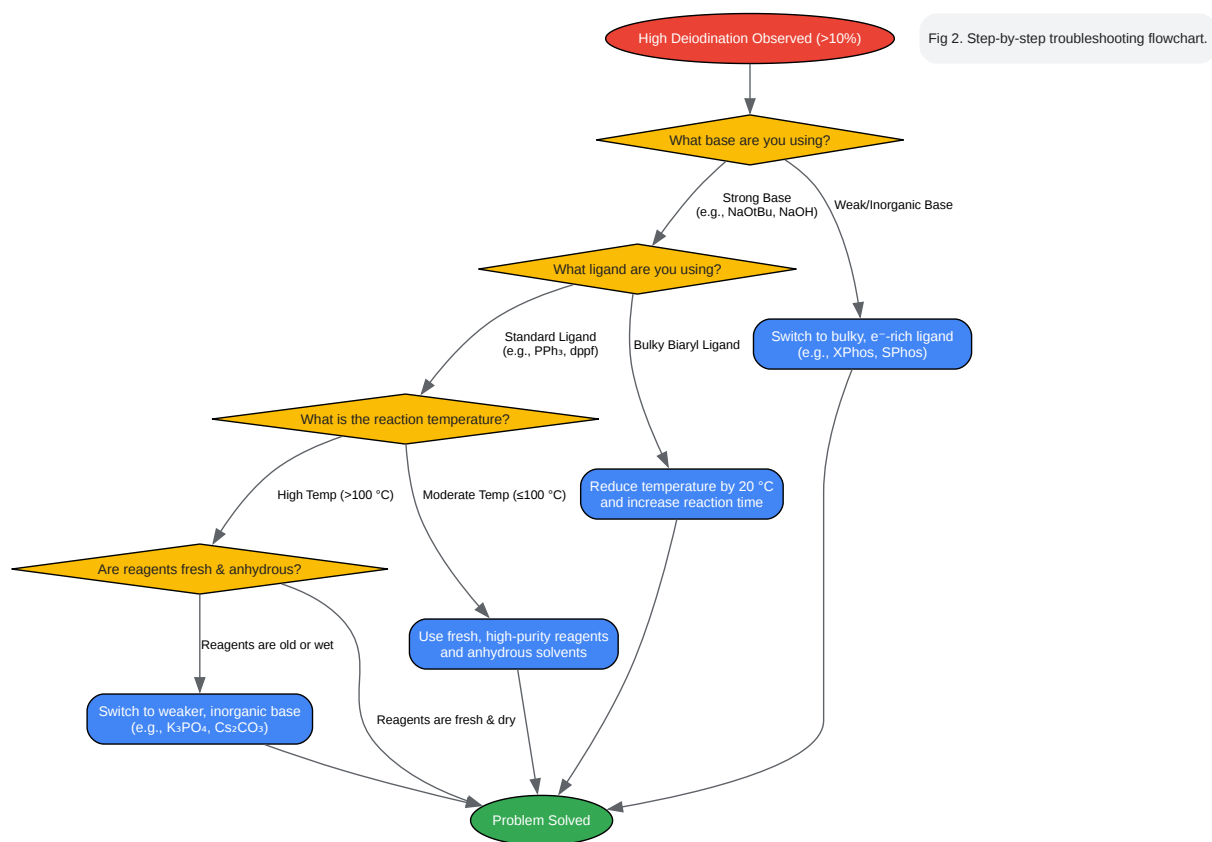 High Deiodination Observed (>10%)
Fig 2. Step-by-step troubleshooting flowchart.
What base are you using?
Strong Base
(e.g., NaOtBu, NaOH)
Weak/Inorganic Base
What ligand are you using?
Switch to bulky, e⁻-rich ligand
(e.g., XPhos, SPhos)
Standard Ligand
(e.g., PPh₃, dppf)
Bulky Biaryl Ligand
What is the reaction temperature?
High Temp (>100 °C)
Moderate Temp (≤100 °C)
Reduce temperature by 20 °C
and increase reaction time
Are reagents fresh & anhydrous?
Reagents are old or wet
Use fresh, high-purity reagents
and anhydrous solvents
Switch to weaker, inorganic base
(e.g., K₃PO₄, Cs₂CO₃)
Reagents are fresh & dry
Problem Solved